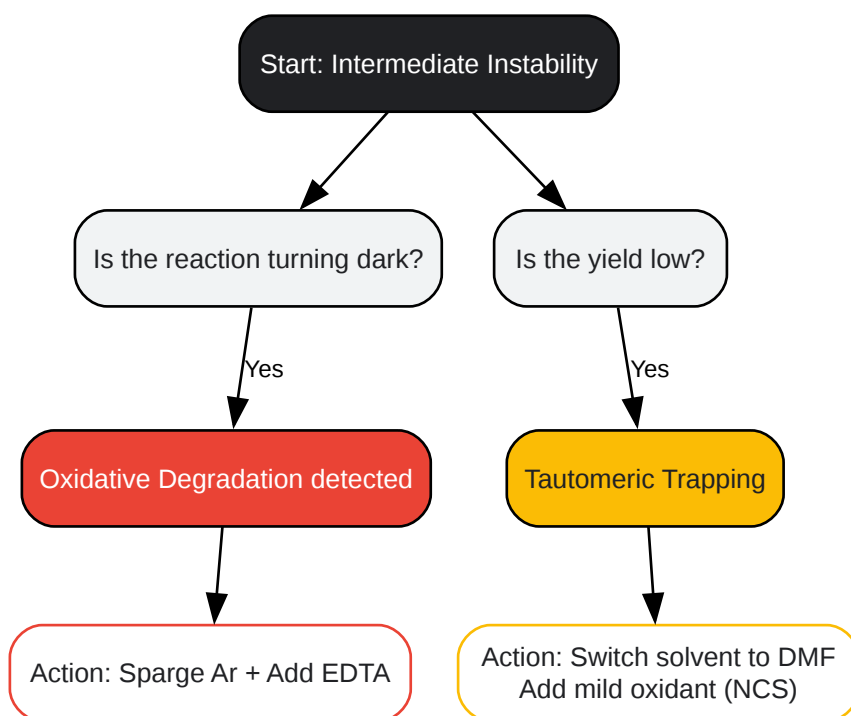 Start: Intermediate Instability
Is the reaction turning dark?
Is the yield low?
Yes
Yes
Oxidative Degradation detected
Tautomeric Trapping
Action: Sparge Ar + Add EDTA
Action: Switch solvent to DMF
Add mild oxidant (NCS)